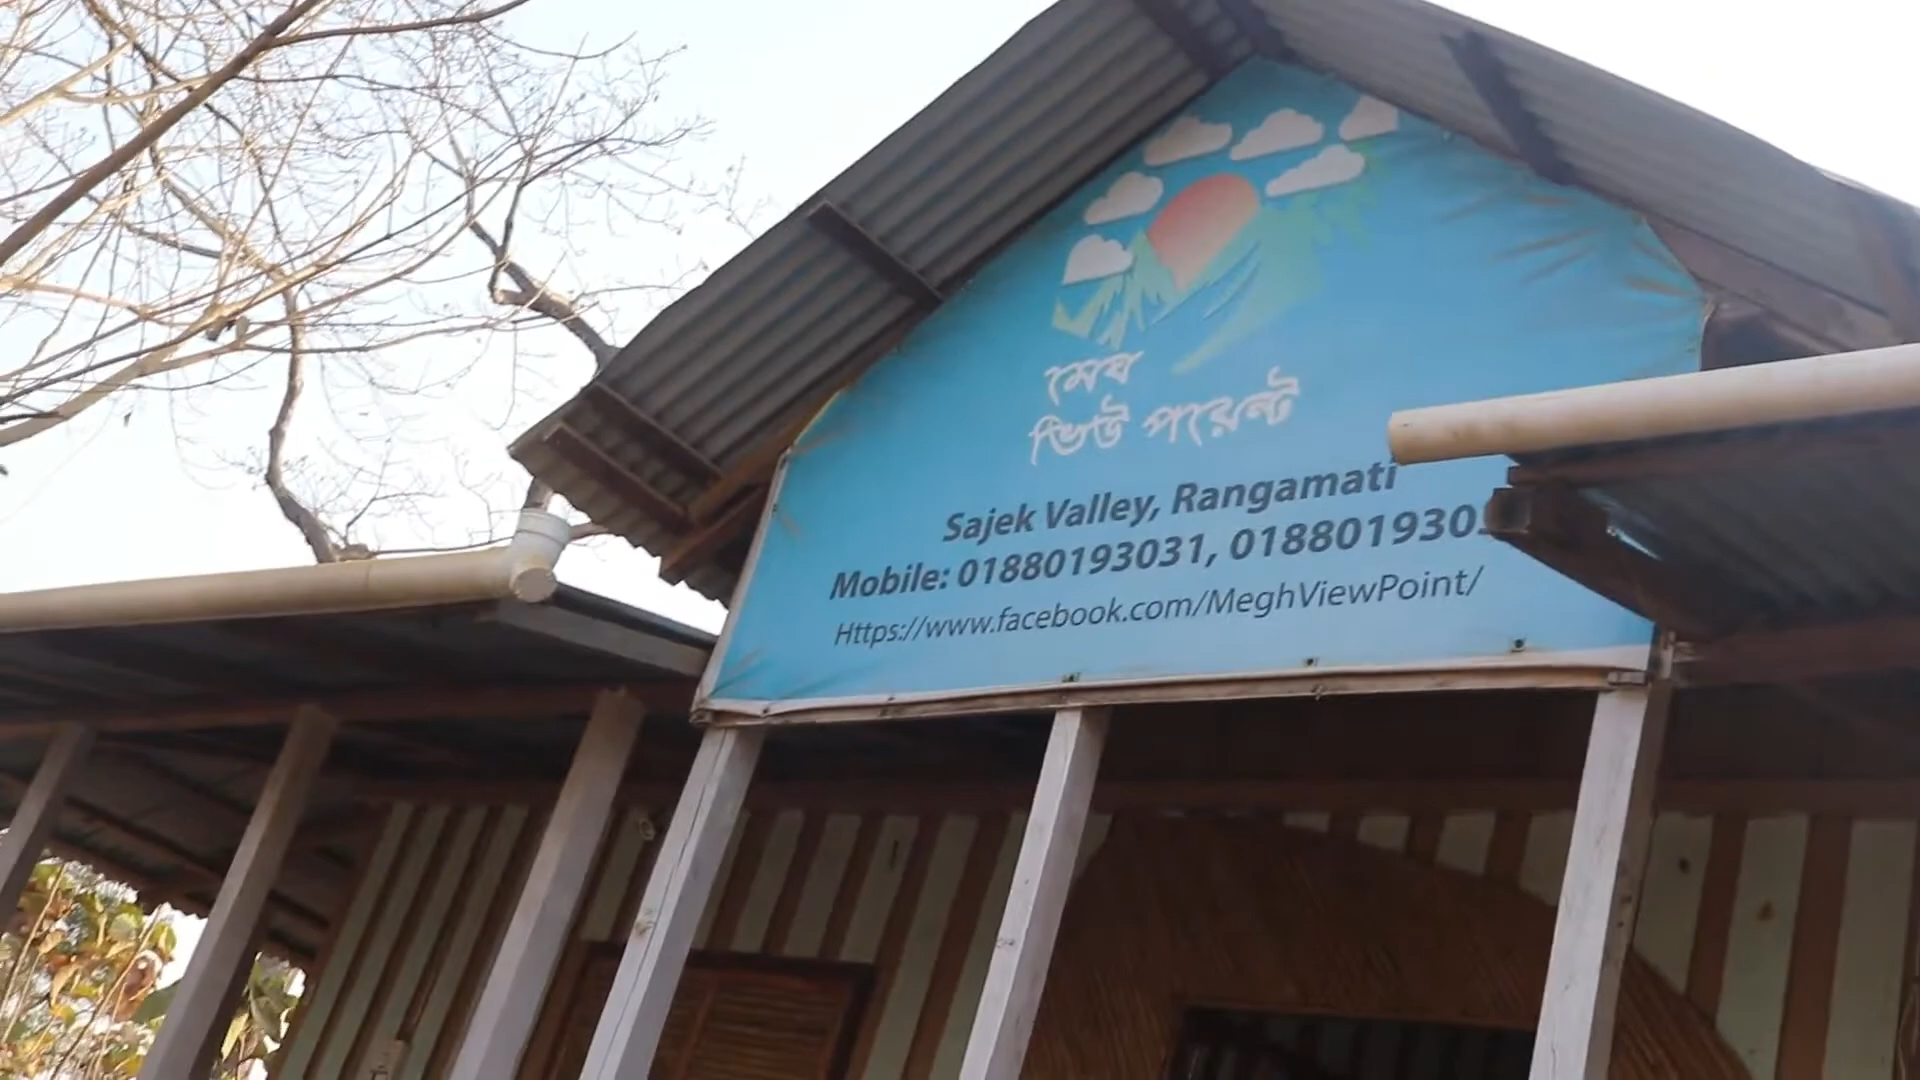 মেঘ
ভিউ পয়েন্ট
Sajek Valley, Rangamati
Mobile: 01880193031,
Https://www.facebook.com/MeghViewPoint/